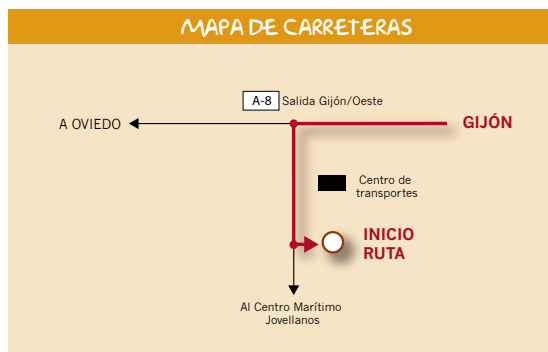 MAPA DE CARRETERAS
A-8 Salida Gijón/Oeste
A OVIEDO
GIJÓN
Centro de
transportes
INICIO
RUTA
Al Centro Marítimo
Jovellanos